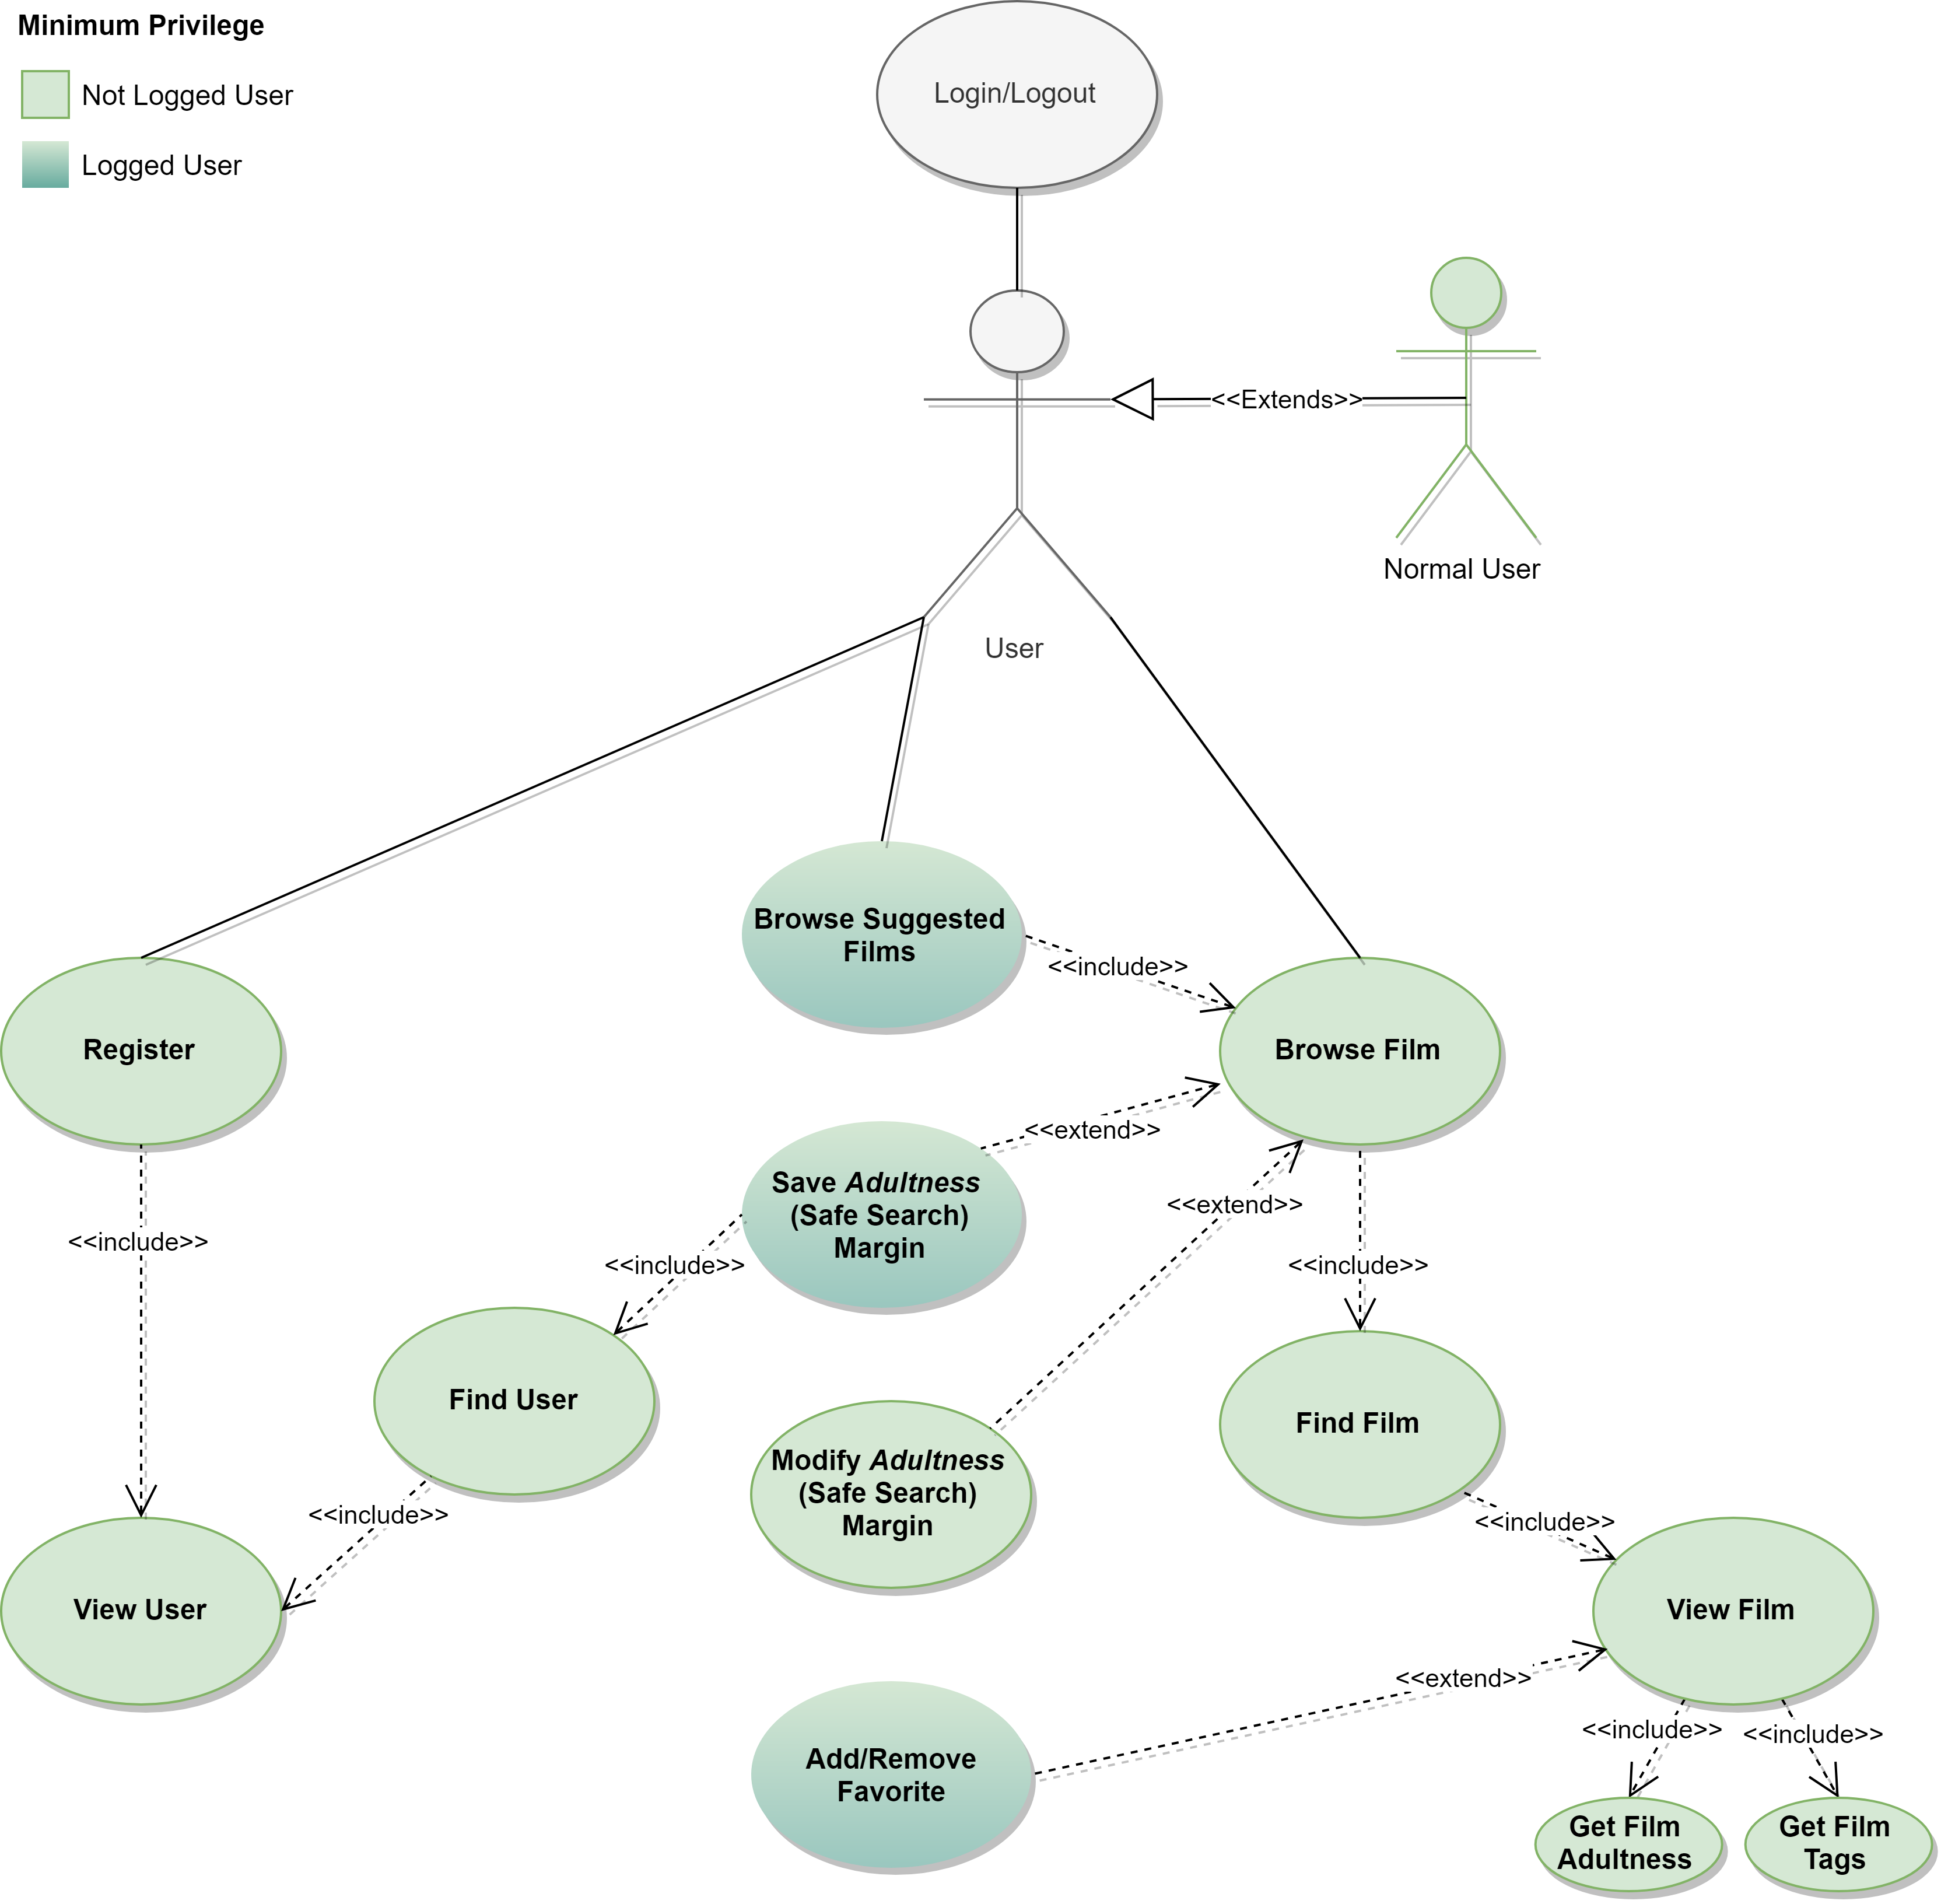 Minimum Privilege
Not Logged User
Logged User
Login/Logout
<<Extends>>
Normal User
User
Browse Suggested
Films
<<include>>
Register
Browse Film
<<extend>>
Save Adultness
(Safe Search)
Margin
<<extend>>
<<include>>
<<include>>
<<include>>
Find User
Find Film
Modify Adultness
(Safe Search)
Margin
<<include>>
<<include>>
View User
View Film
<<extend>>
<<include>>
<<include>>
Add/Remove
Favorite
Get Film
Adultness
Get Film
Tags